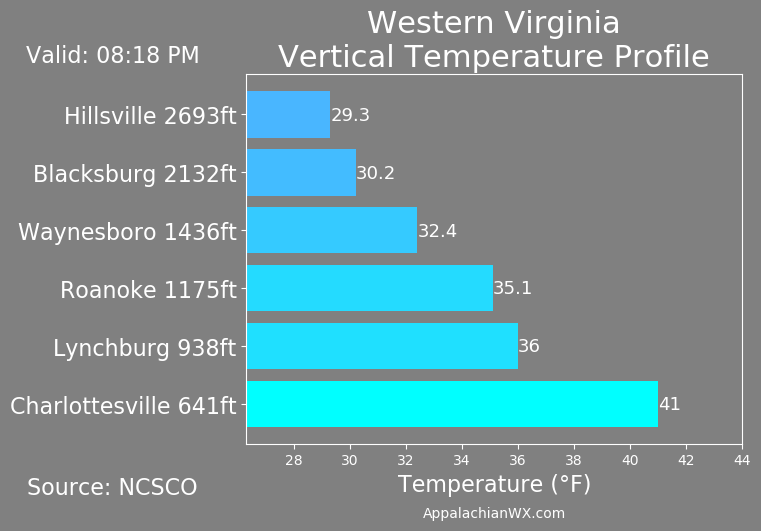 Western Virginia
Vertical Temperature Profile
Valid: 08:18 PM
Hillsville 2693ft 29.3
Blacksburg 2132ft 30.2
Waynesboro 1436ft 32.4
Roanoke 1175ft 35.1
Lynchburg 938ft 36
Charlottesville 641ft 41
28 30 32 34 36 38 40 42 44
Temperature (°F)
Source: NCSCO
AppalachianWX.com